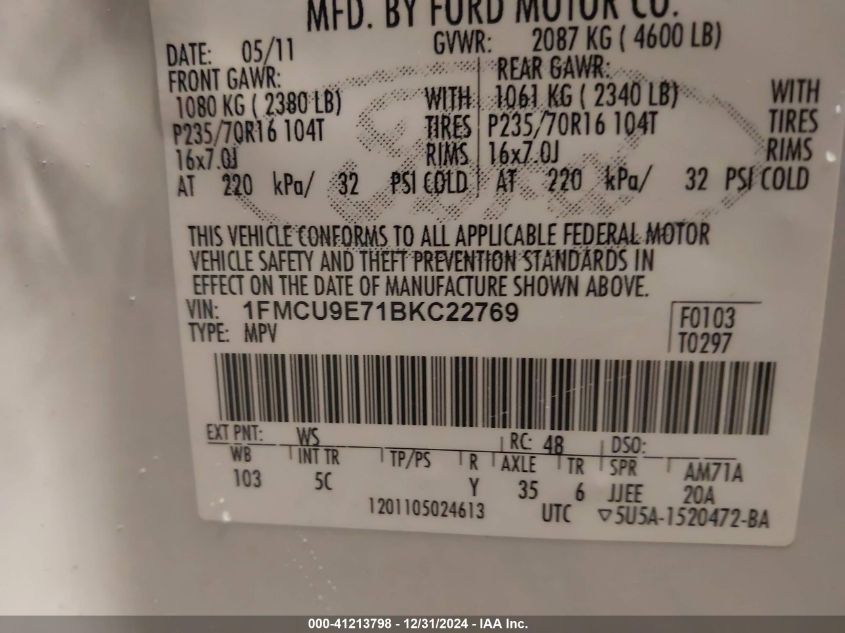 MFD. BY FORD MOTOR CO.
DATE: 05/11 GVWR: 2087 KG ( 4600 LB)
FRONT GAWR: REAR GAWR:
1080 KG ( 2380 LB) WITH 1061 KG ( 2340 LB) WITH
P235/70R16 104T TIRES P235/70R16 104T TIRES
16x7.0J RIMS 16x7.0J RIMS
AT 220 kPa/ 32 PSI COLD AT 220 kPa/ 32 PSI COLD
THIS VEHICLE CONFORMS TO ALL APPLICABLE FEDERAL MOTOR
VEHICLE SAFETY AND THEFT PREVENTION STANDARDS IN
EFFECT ON THE DATE OF MANUFACTURE SHOWN ABOVE.
VIN: 1FMCU9E71BKC22769 F0103
TYPE: MPV T0297
EXT PNT: WS RC: 48 DSO:
WB INT TR TP/PS R AXLE TR SPR AM71A
103 5C Y 35 6 JJEE 20A
1201105024613 UTC ▽5U5A-1520472-BA
000-41213798 - 12/31/2024 - IAA Inc.